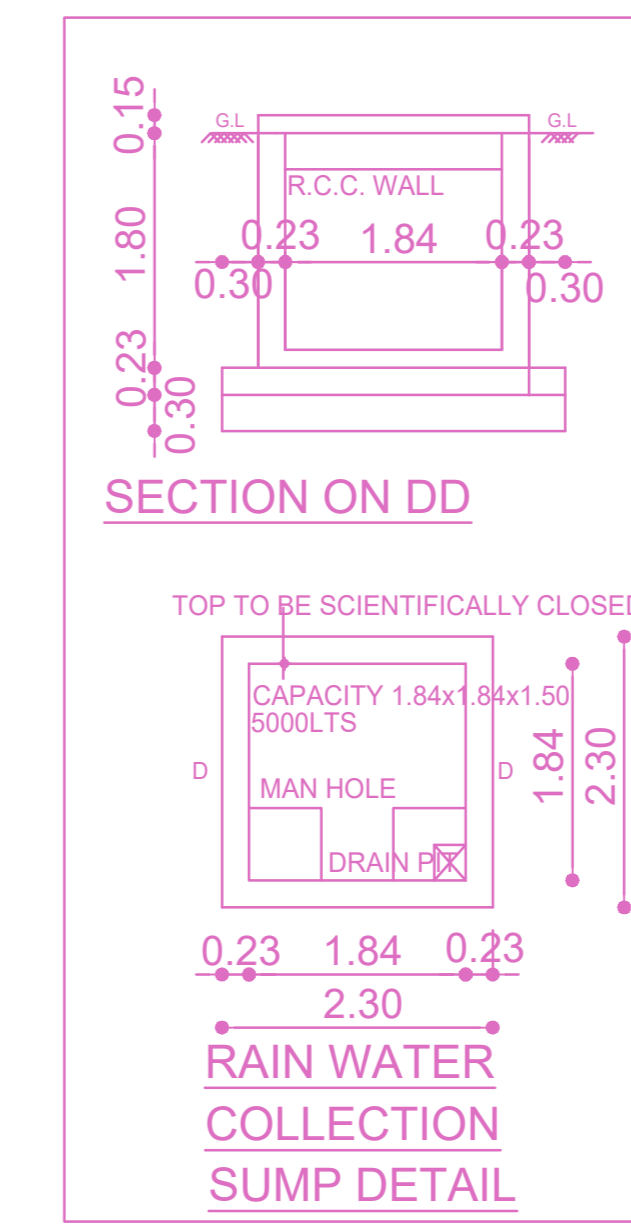 0.15
G.L
G.L
R.C.C. WALL
1.80
0.23
1.84
0.23
0.30
0.30
0.23
0.30
SECTION ON DD
TOP TO BE SCIENTIFICALLY CLOSED
CAPACITY 1.84x1.84x1.50
5000LTS
D
D
1.84
2.30
MAN HOLE
DRAIN PIT
0.23
1.84
0.23
2.30
RAIN WATER
COLLECTION
SUMP DETAIL